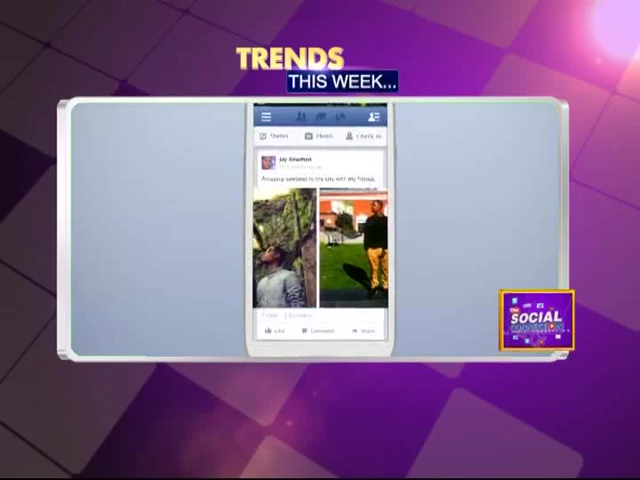 TRENDS
THIS WEEK...
Status Photo Check In
Amazing weekend in the city with my friends
Like Comment Share
The
SOCIAL